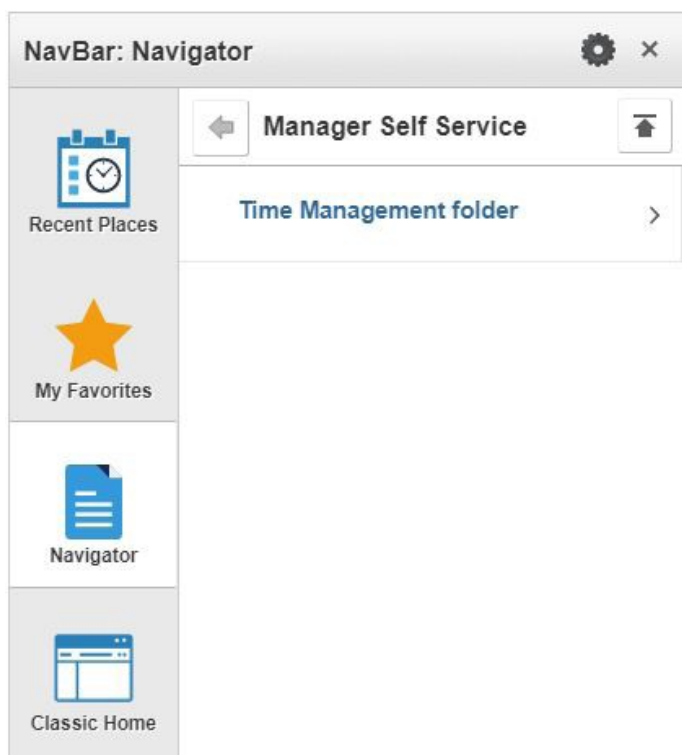 NavBar: Navigator
Manager Self Service
Time Management folder
Recent Places
My Favorites
Navigator
Classic Home